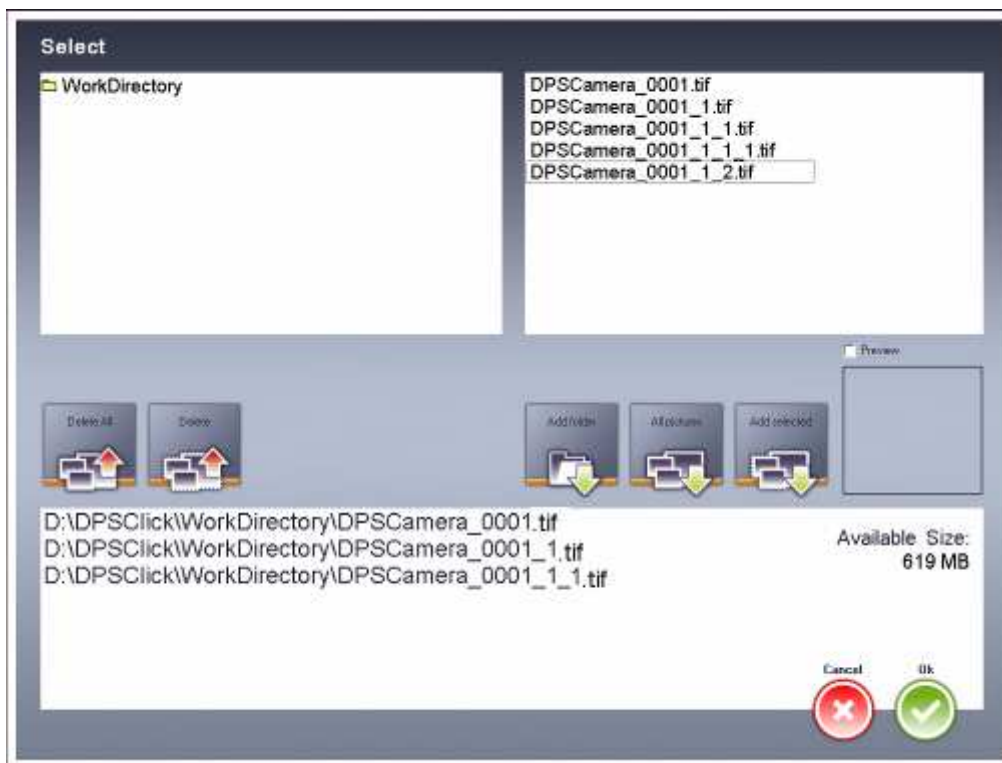 Select
WorkDirectory
DPSCamera_0001.tif
DPSCamera_0001_1.tif
DPSCamera_0001_1_1.tif
DPSCamera_0001_1_1_1.tif
DPSCamera_0001_1_2.tif
Preview
Delete All
Delete
Add folder
All pictures
Add selected
D:\DPSClick\WorkDirectory\DPSCamera_0001.tif
D:\DPSClick\WorkDirectory\DPSCamera_0001_1.tif
D:\DPSClick\WorkDirectory\DPSCamera_0001_1_1.tif
Available Size:
619 MB
Cancel
Ok